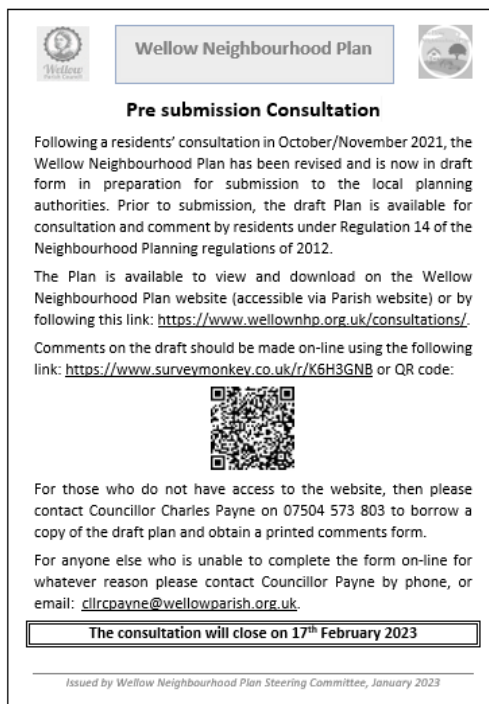 Wellow
Parish Council
Wellow Neighbourhood Plan
Pre submission Consultation
Following a residents' consultation in October/November 2021, the
Wellow Neighbourhood Plan has been revised and is now in draft
form in preparation for submission to the local planning
authorities. Prior to submission, the draft Plan is available for
consultation and comment by residents under Regulation 14 of the
Neighbourhood Planning regulations of 2012.
The Plan is available to view and download on the Wellow
Neighbourhood Plan website (accessible via Parish website) or by
following this link: https://www.wellownhp.org.uk/consultations/.
Comments on the draft should be made on-line using the following
link: https://www.surveymonkey.co.uk/r/K6H3GNB or QR code:
For those who do not have access to the website, then please
contact Councillor Charles Payne on 07504 573 803 to borrow a
copy of the draft plan and obtain a printed comments form.
For anyone else who is unable to complete the form on-line for
whatever reason please contact Councillor Payne by phone, or
email: cllrcpayne@wellowparish.org.uk.
The consultation will close on 17th February 2023
Issued by Wellow Neighbourhood Plan Steering Committee, January 2023